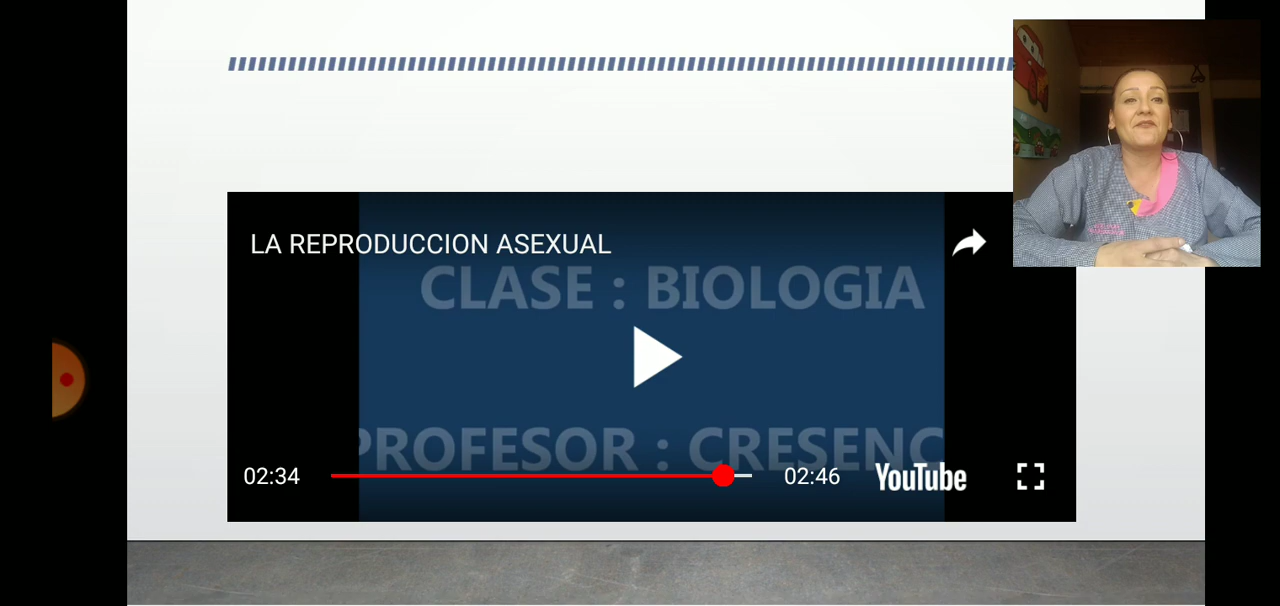 LA REPRODUCCION ASEXUAL
CLASE : BIOLOGIA
PROFESOR : CRESENC
02:34
02:46
YouTube